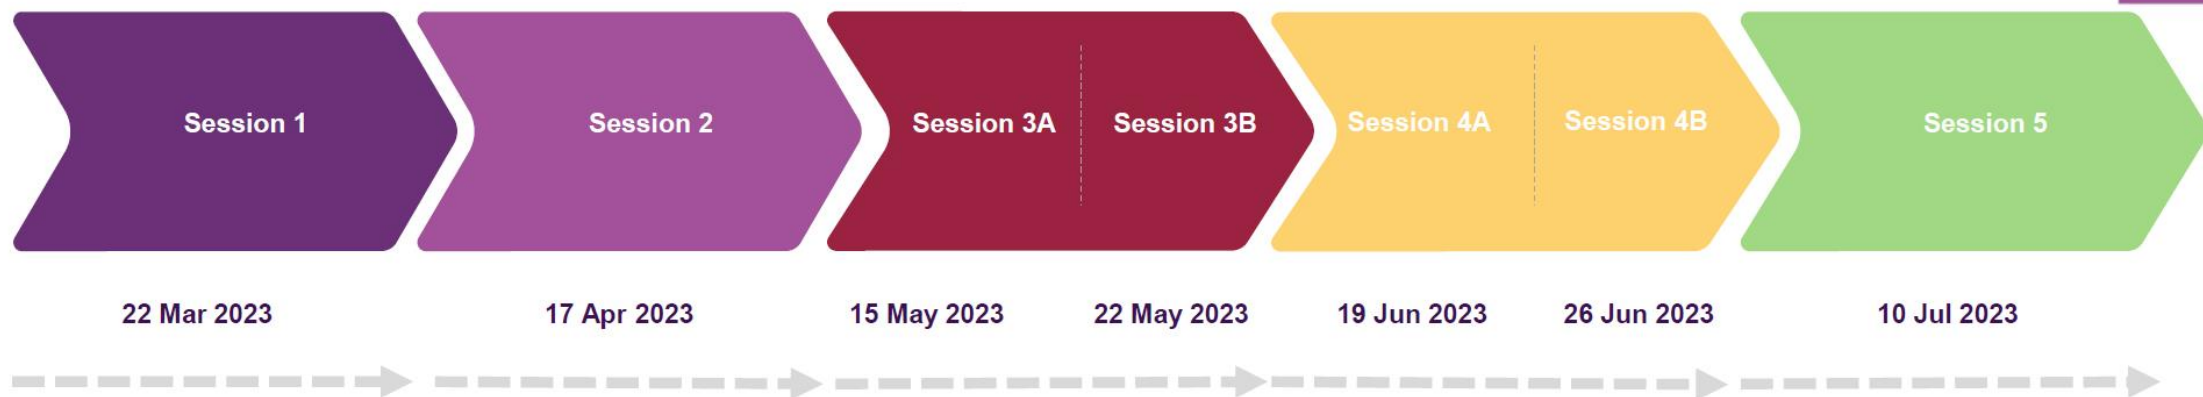 Session 1
Session 2
Session 3A
Session 3B
Session 4A
Session 4B
Session 5
22 Mar 2023
17 Apr 2023
15 May 2023
22 May 2023
19 Jun 2023
26 Jun 2023
10 Jul 2023